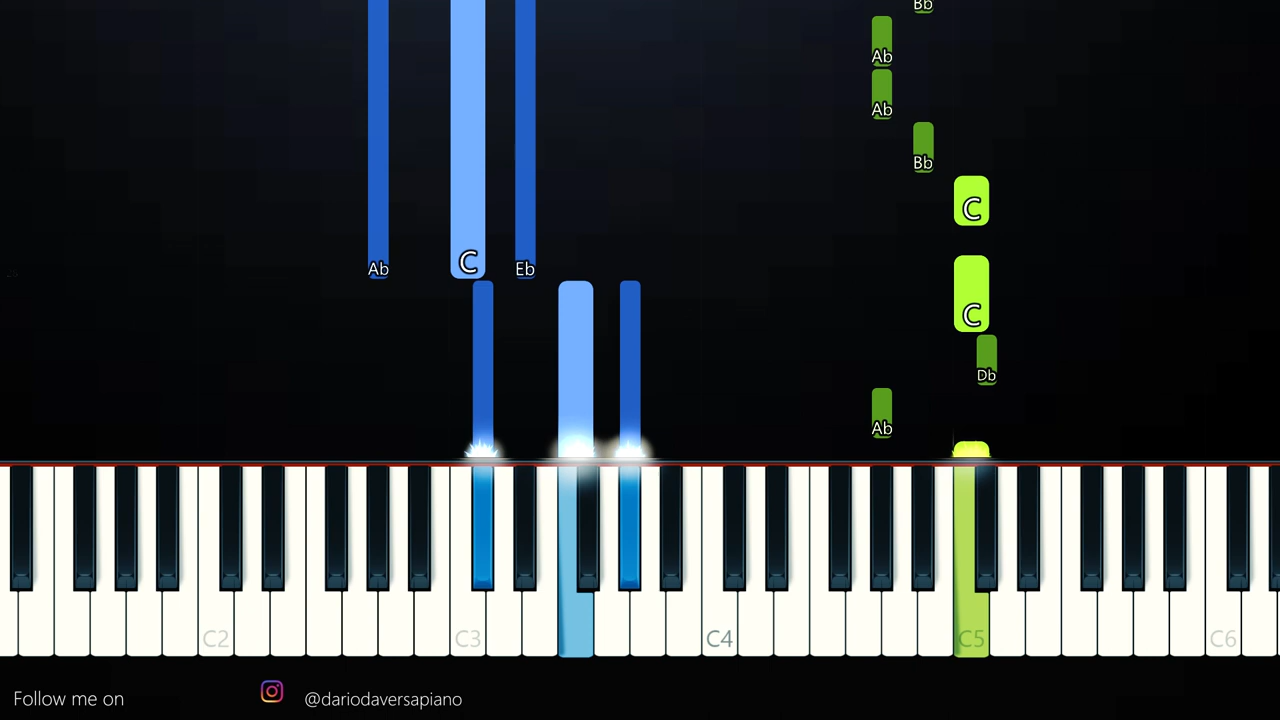 Bb
Ab
Ab
Bb
C
Ab C Eb
C
Db
Ab
C2 C3 C4 C5 C6
Follow me on @dariodaversapiano